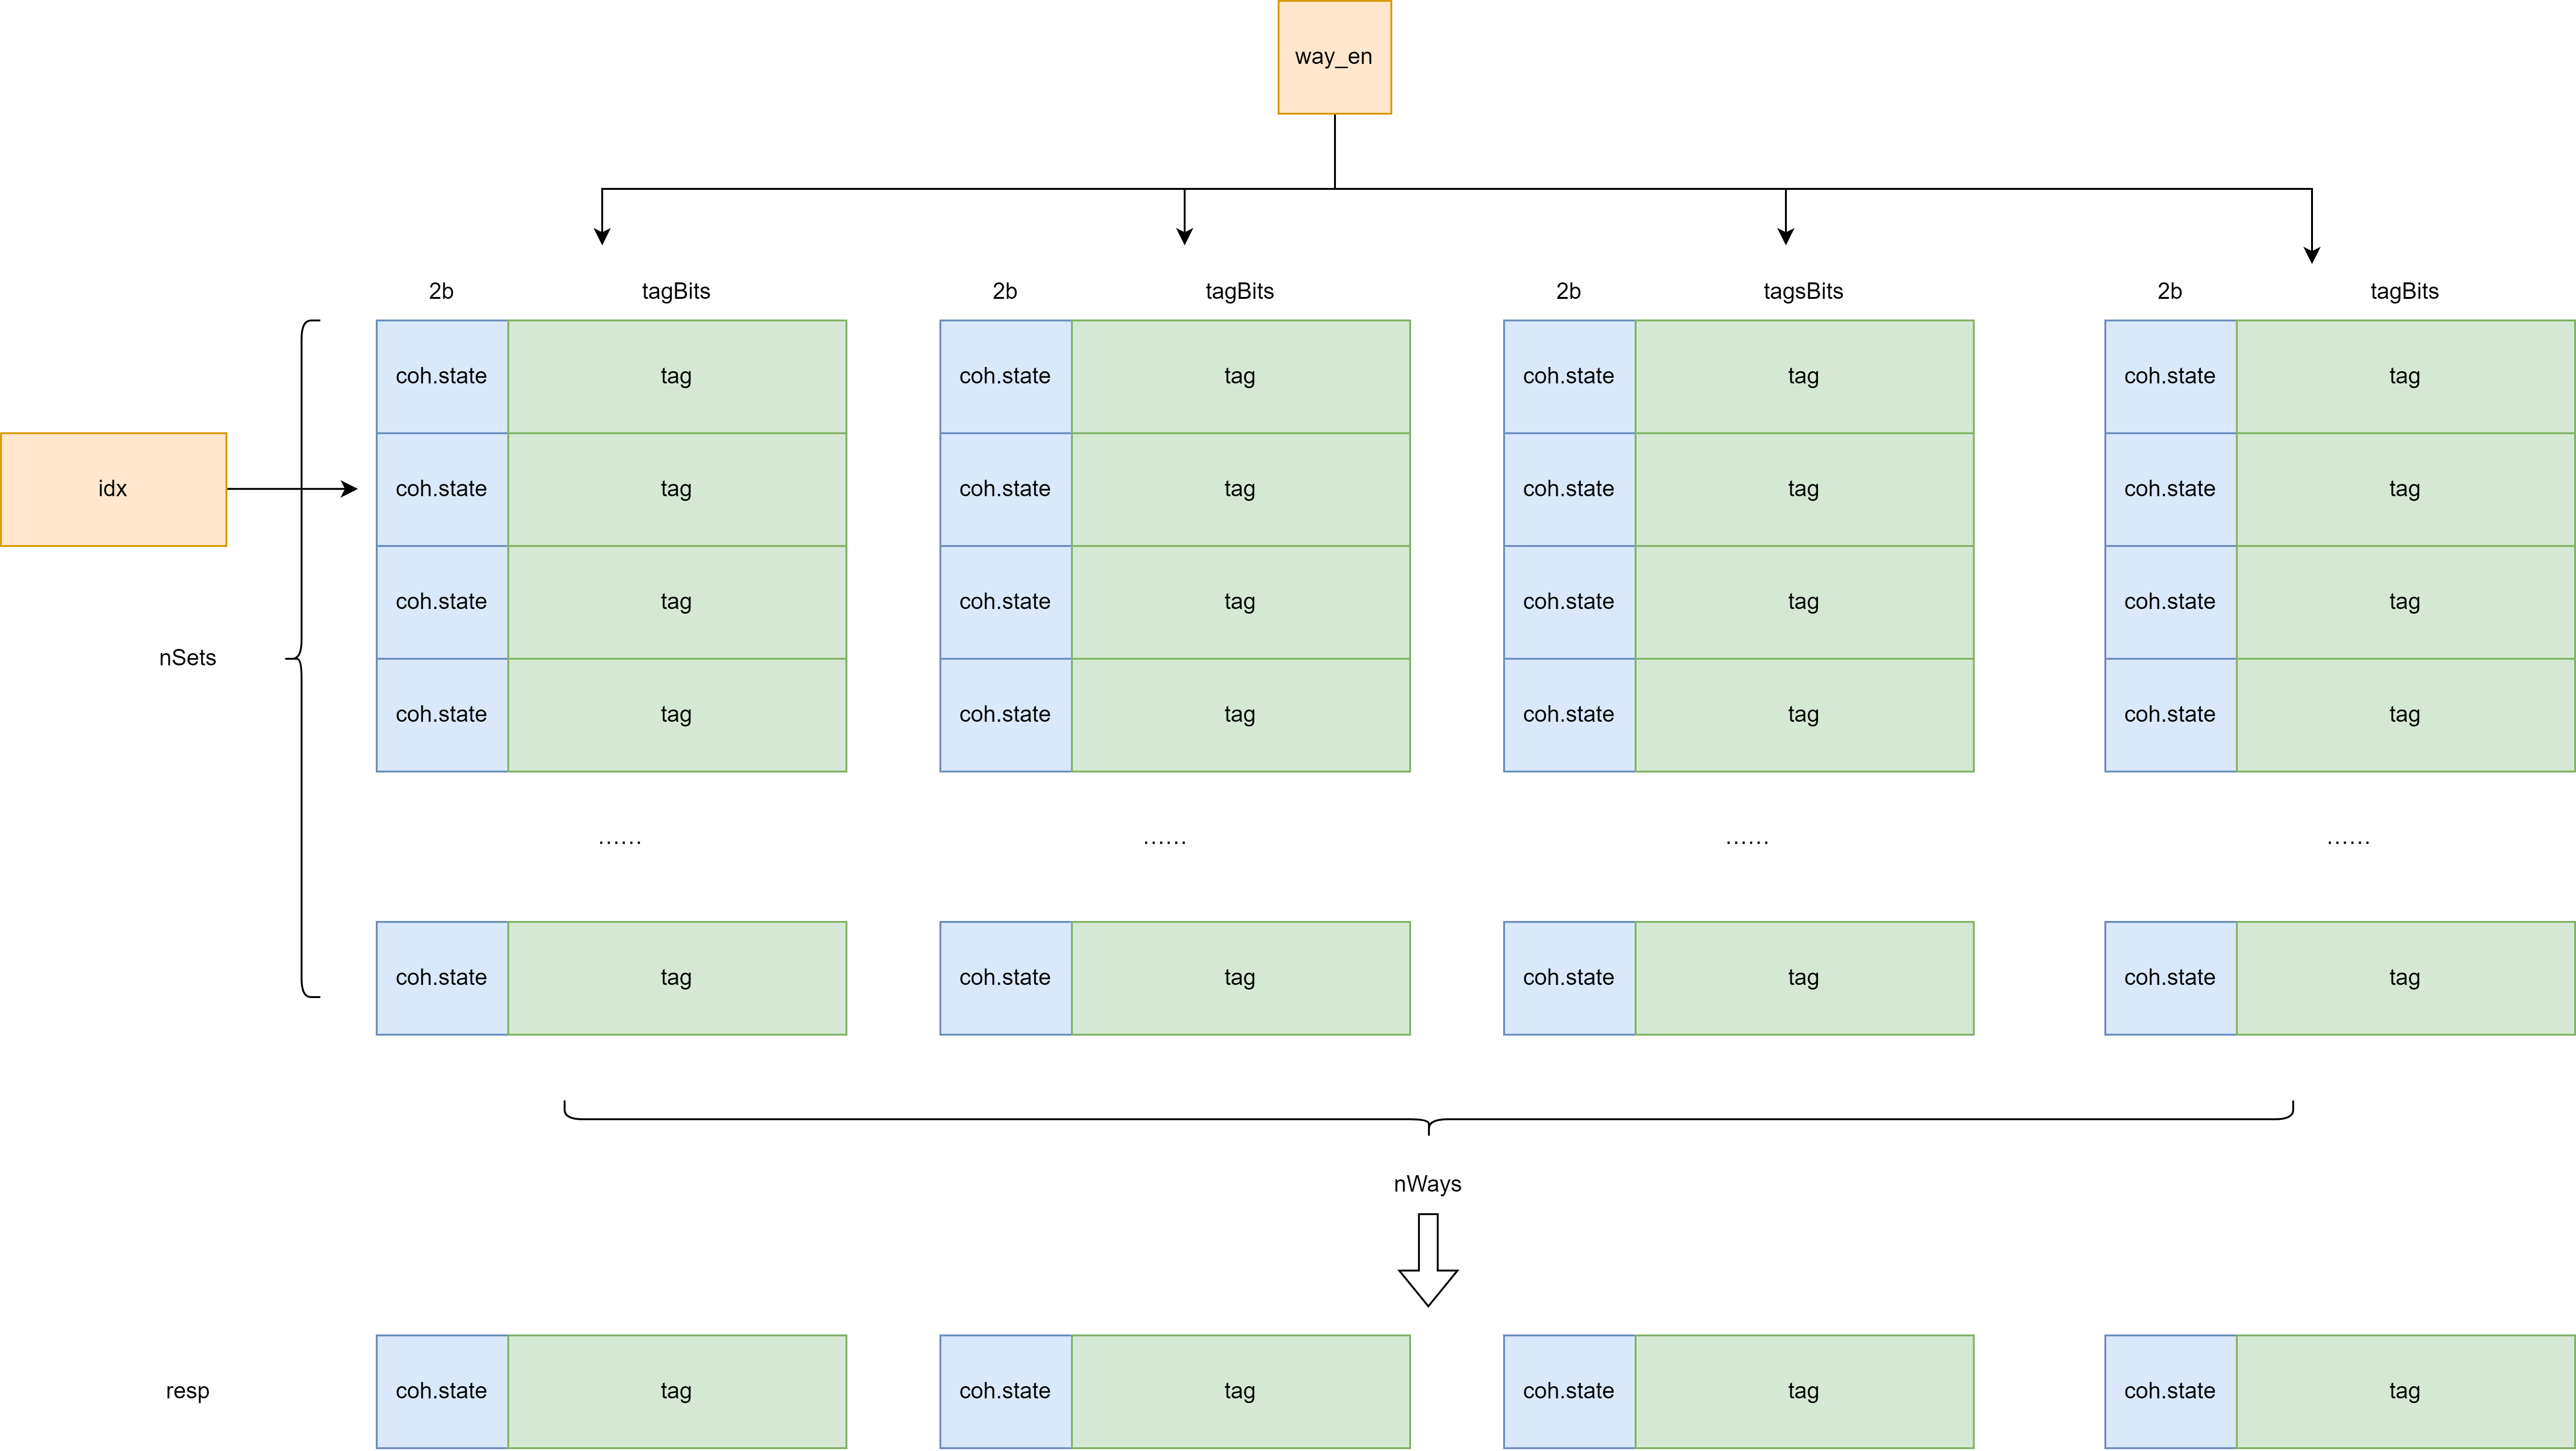 way_en
2b tagBits 2b tagBits 2b tagsBits 2b tagBits
coh.state tag coh.state tag coh.state tag coh.state tag
idx coh.state tag coh.state tag coh.state tag coh.state tag
coh.state tag coh.state tag coh.state tag coh.state tag
nSets
coh.state tag coh.state tag coh.state tag coh.state tag
...... ...... ...... ......
coh.state tag coh.state tag coh.state tag coh.state tag
nWays
resp coh.state tag coh.state tag coh.state tag coh.state tag